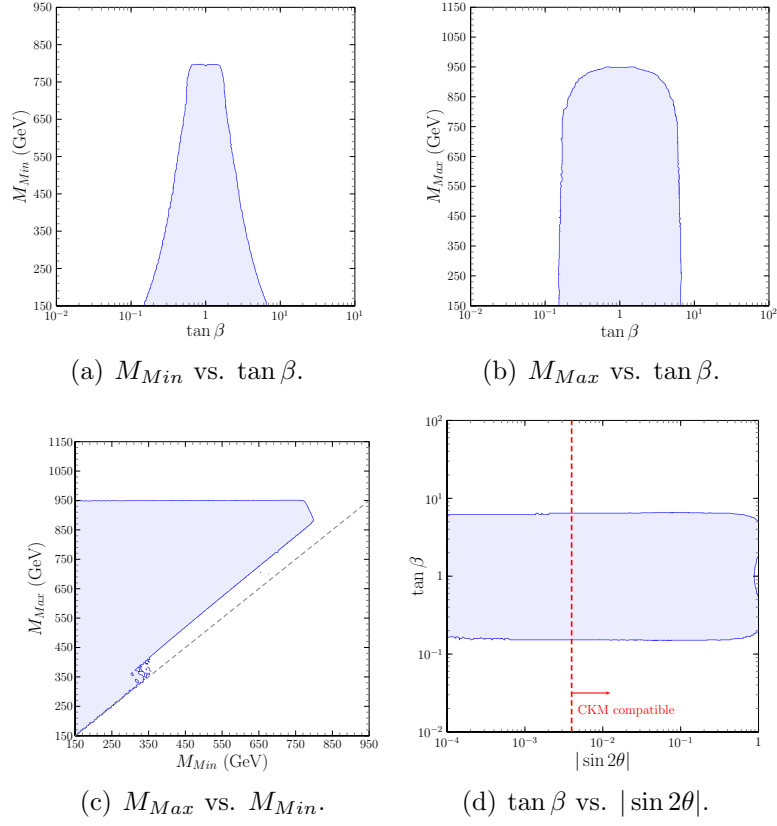 950
850
750
650
550
450
350
250
150
M_{Min} (GeV)
10^{-2} 10^{-1} 1 10^1 10^1
tan β
(a) M_{Min} vs. tan β.
1150
1050
950
850
750
650
550
450
350
250
150
M_{Max} (GeV)
10^{-2} 10^{-1} 1 10^1 10^2
tan β
(b) M_{Max} vs. tan β.
1150
1050
950
850
750
650
550
450
350
250
150
M_{Max} (GeV)
150 250 350 450 550 650 750 850 950
M_{Min} (GeV)
(c) M_{Max} vs. M_{Min}.
10^2
10^1
1
10^{-1}
10^{-2}
tan β
CKM compatible
10^{-4} 10^{-3} 10^{-2} 10^{-1} 1
| sin 2θ|
(d) tan β vs. | sin 2θ|.